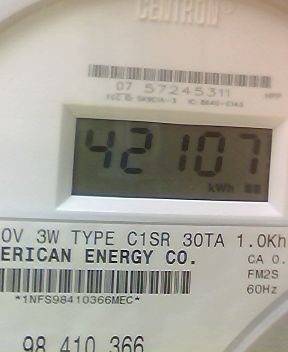 CENTRON®
07 57245311
42107
kWh
0V 3W TYPE C1SR 30TA 1.0Kh
ERICAN ENERGY CO. CA 0.
FM2S
*1NFS98410366MEC* 60Hz
98 410 366